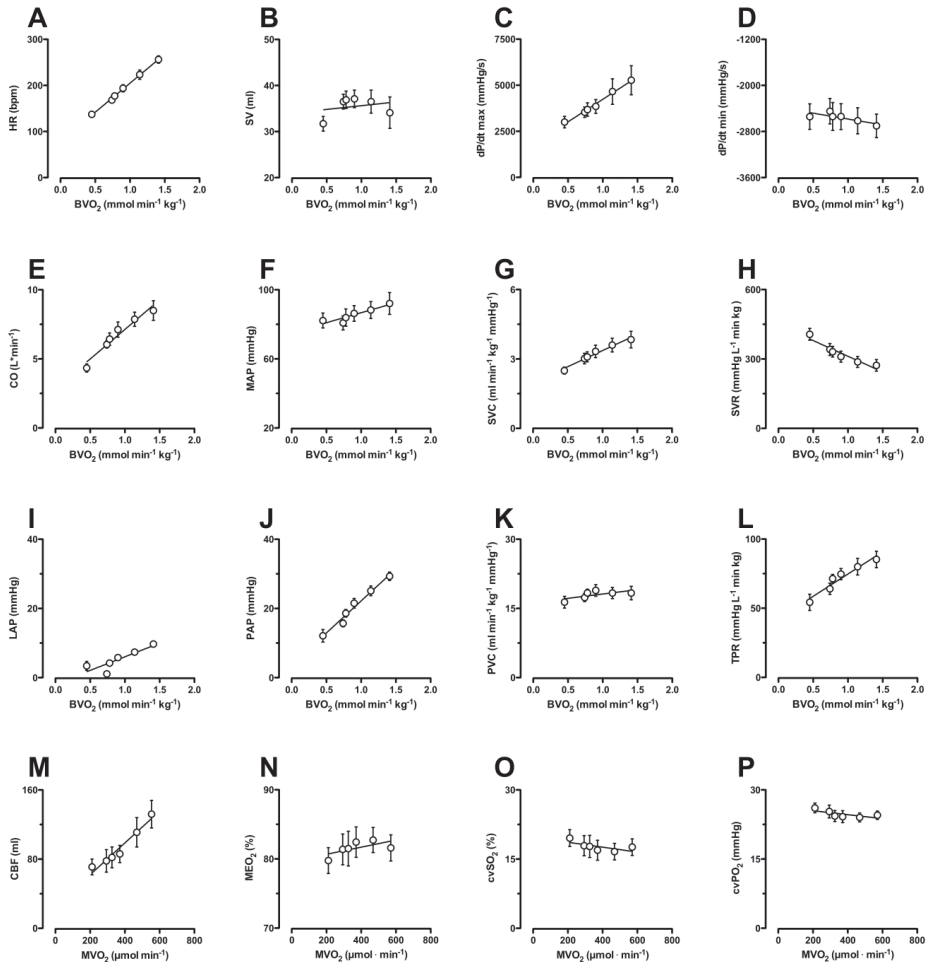 A B C D
300 40 7500 -1200
200 35 5000 -2000
HR (bpm) SV (ml) dP/dt max (mmHg/s) dP/dt min (mmHg/s)
100 30 2500 -2800
0 20 0 -3600
0.0 0.5 1.0 1.5 2.0 0.0 0.5 1.0 1.5 2.0 0.0 0.5 1.0 1.5 2.0 0.0 0.5 1.0 1.5 2.0
BVO₂ (mmol min⁻¹ kg⁻¹) BVO₂ (mmol min⁻¹ kg⁻¹) BVO₂ (mmol min⁻¹ kg⁻¹) BVO₂ (mmol min⁻¹ kg⁻¹)
E F G H
10 100 6 600
CO (L*min⁻¹) MAP (mmHg) SVC (ml min⁻¹ kg⁻¹ mmHg⁻¹) SVR (mmHg L⁻¹ min kg)
5 60 3 300
0 20 0 0
0.0 0.5 1.0 1.5 2.0 0.0 0.5 1.0 1.5 2.0 0.0 0.5 1.0 1.5 2.0 0.0 0.5 1.0 1.5 2.0
BVO₂ (mmol min⁻¹ kg⁻¹) BVO₂ (mmol min⁻¹ kg⁻¹) BVO₂ (mmol min⁻¹ kg⁻¹) BVO₂ (mmol min⁻¹ kg⁻¹)
I J K L
40 40 30 100
LAP (mmHg) PAP (mmHg) PVC (ml min⁻¹ kg⁻¹ mmHg⁻¹) TPR (mmHg L⁻¹ min kg)
20 20 15 50
0 0 0 0
0.0 0.5 1.0 1.5 2.0 0.0 0.5 1.0 1.5 2.0 0.0 0.5 1.0 1.5 2.0 0.0 0.5 1.0 1.5 2.0
BVO₂ (mmol min⁻¹ kg⁻¹) BVO₂ (mmol min⁻¹ kg⁻¹) BVO₂ (mmol min⁻¹ kg⁻¹) BVO₂ (mmol min⁻¹ kg⁻¹)
M N O P
160 90 30 30
CBF (ml) MEO₂ (%) cvSO₂ (%) cvPO₂ (mmHg)
80 80 15 15
0 70 0 0
0 200 400 600 800 0 200 400 600 800 0 200 400 600 800 0 200 400 600 800
MVO₂ (µmol min⁻¹) MVO₂ (µmol · min⁻¹) MVO₂ (µmol · min⁻¹) MVO₂ (µmol · min⁻¹)